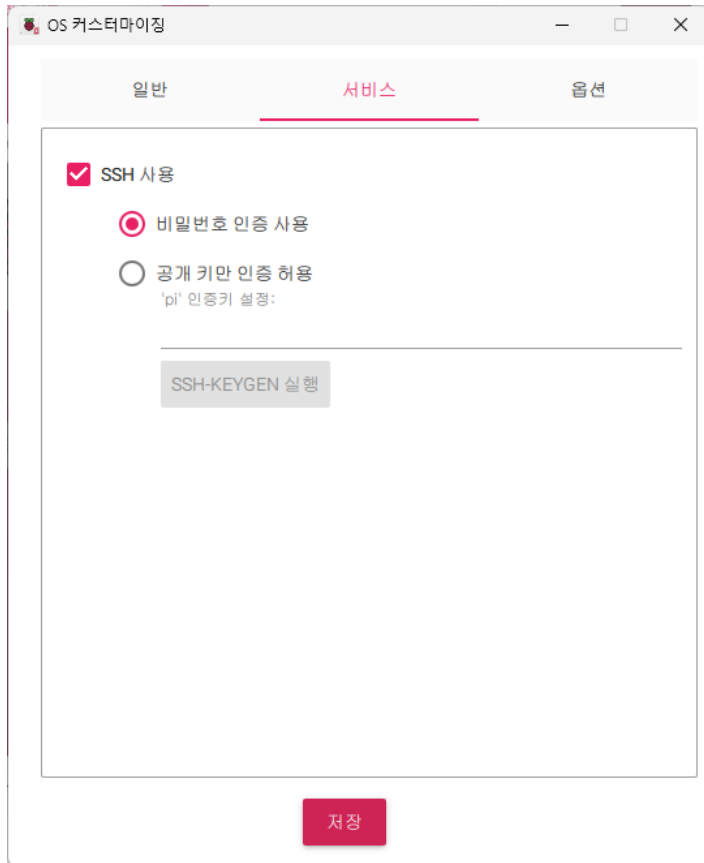 OS 커스터마이징
일반 서비스 옵션
SSH 사용
비밀번호 인증 사용
공개 키만 인증 허용
'pi' 인증키 설정:
SSH-KEYGEN 실행
저장